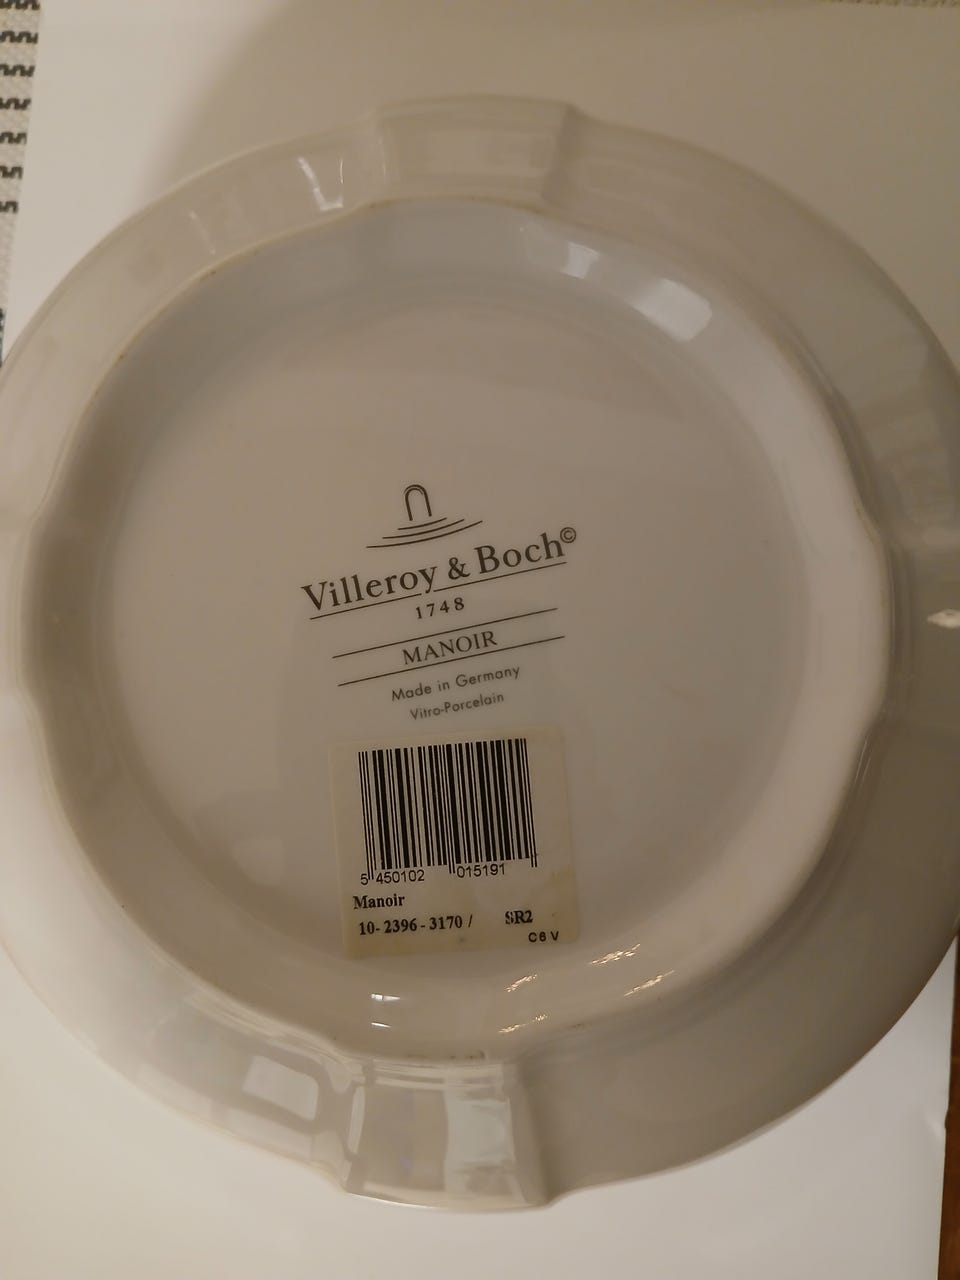 Villeroy & Boch©
1748
MANOIR
Made in Germany
Vitro-Porcelain
5 450102 015191
Manoir
10-2396-3170 / SR2
C6 V